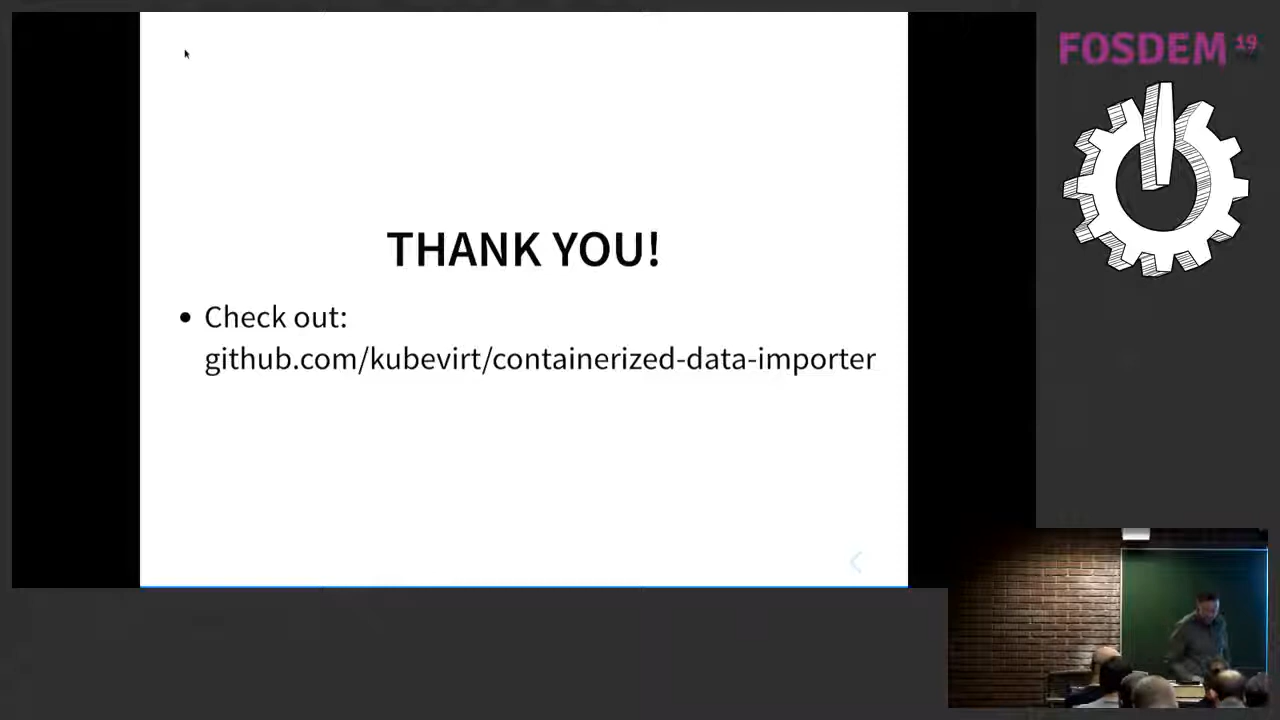 FOSDEM 19
THANK YOU!
• Check out:
github.com/kubevirt/containerized-data-importer